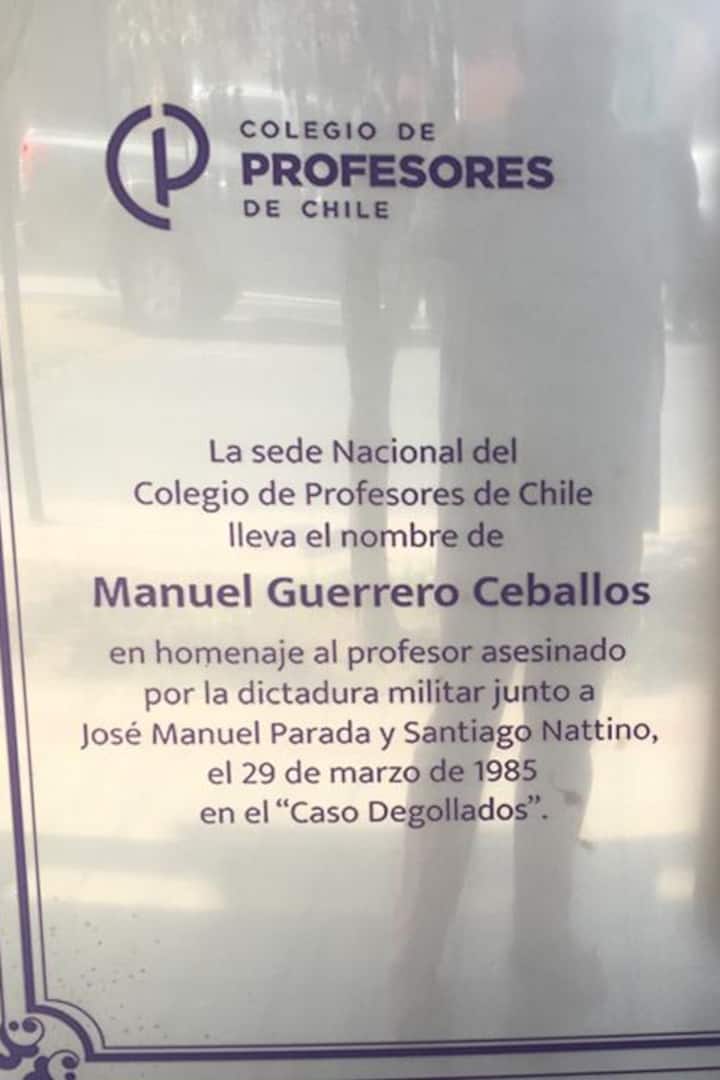 COLEGIO DE
PROFESORES
DE CHILE
La sede Nacional del
Colegio de Profesores de Chile
lleva el nombre de
Manuel Guerrero Ceballos
en homenaje al profesor asesinado
por la dictadura militar junto a
José Manuel Parada y Santiago Nattino,
el 29 de marzo de 1985
en el “Caso Degollados”.